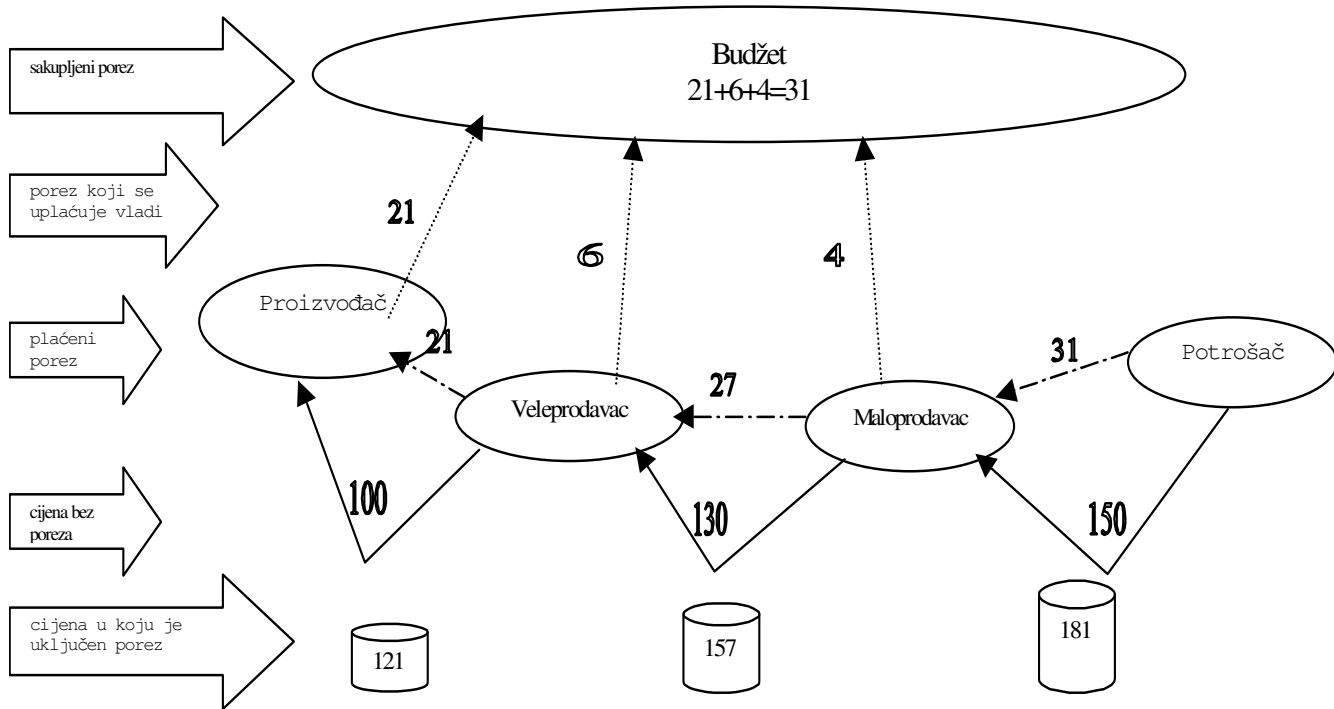 sakupljeni porez
Budžet
21+6+4=31
porez koji se
uplaćuje vladi
21
6
4
Proizvođač
plaćeni
porez
21
Veleprodavac
27
Maloprodavac
31
Potrošač
cijena bez
poreza
100
130
150
cijena u koju je
uključen porez
121
157
181